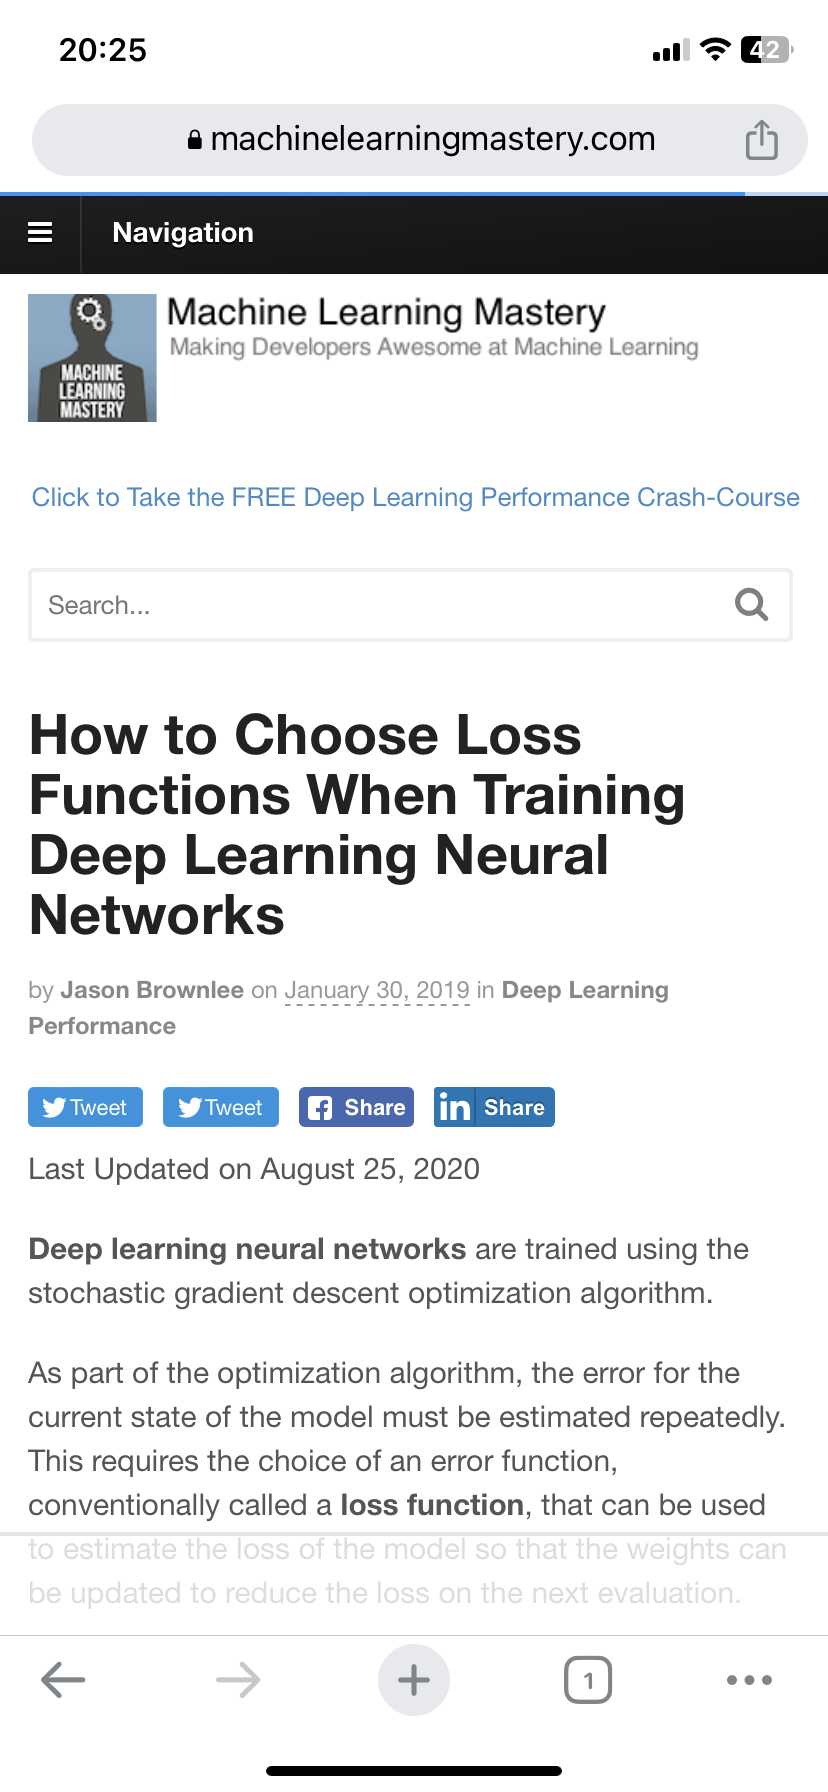 20:25
42
machinelearningmastery.com
Navigation
MACHINE
LEARNING
MASTERY
Machine Learning Mastery
Making Developers Awesome at Machine Learning
Click to Take the FREE Deep Learning Performance Crash-Course
Search...
How to Choose Loss
Functions When Training
Deep Learning Neural
Networks
by Jason Brownlee on January 30, 2019 in Deep Learning
Performance
Tweet Tweet Share in Share
Last Updated on August 25, 2020
Deep learning neural networks are trained using the
stochastic gradient descent optimization algorithm.
As part of the optimization algorithm, the error for the
current state of the model must be estimated repeatedly.
This requires the choice of an error function,
conventionally called a loss function, that can be used
to estimate the loss of the model so that the weights can
be updated to reduce the loss on the next evaluation.
1